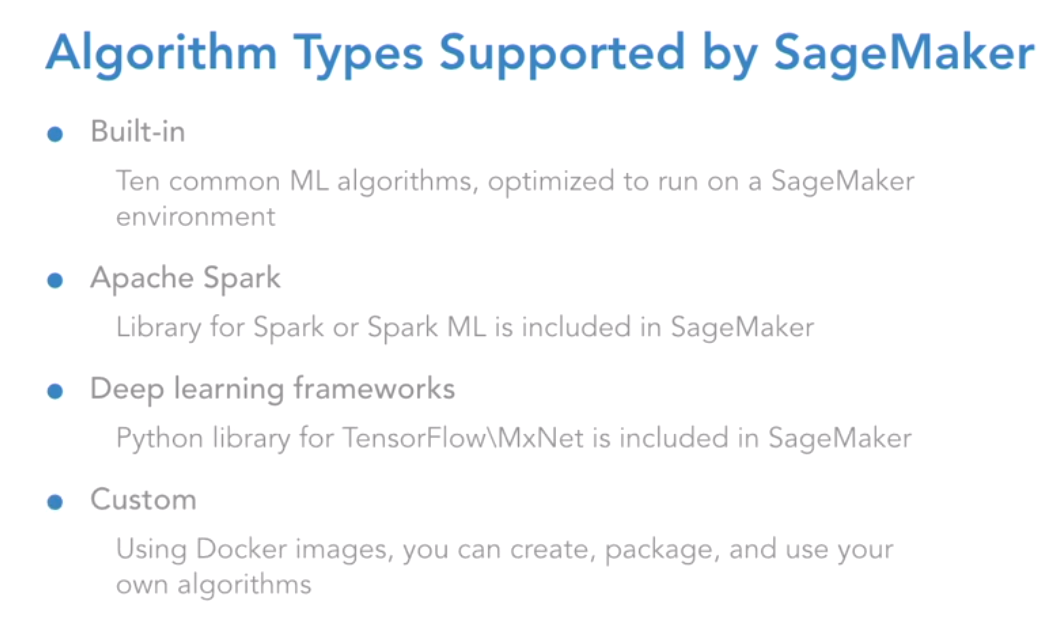 Algorithm Types Supported by SageMaker
● Built-in
Ten common ML algorithms, optimized to run on a SageMaker
environment
● Apache Spark
Library for Spark or Spark ML is included in SageMaker
● Deep learning frameworks
Python library for TensorFlow\MxNet is included in SageMaker
● Custom
Using Docker images, you can create, package, and use your
own algorithms